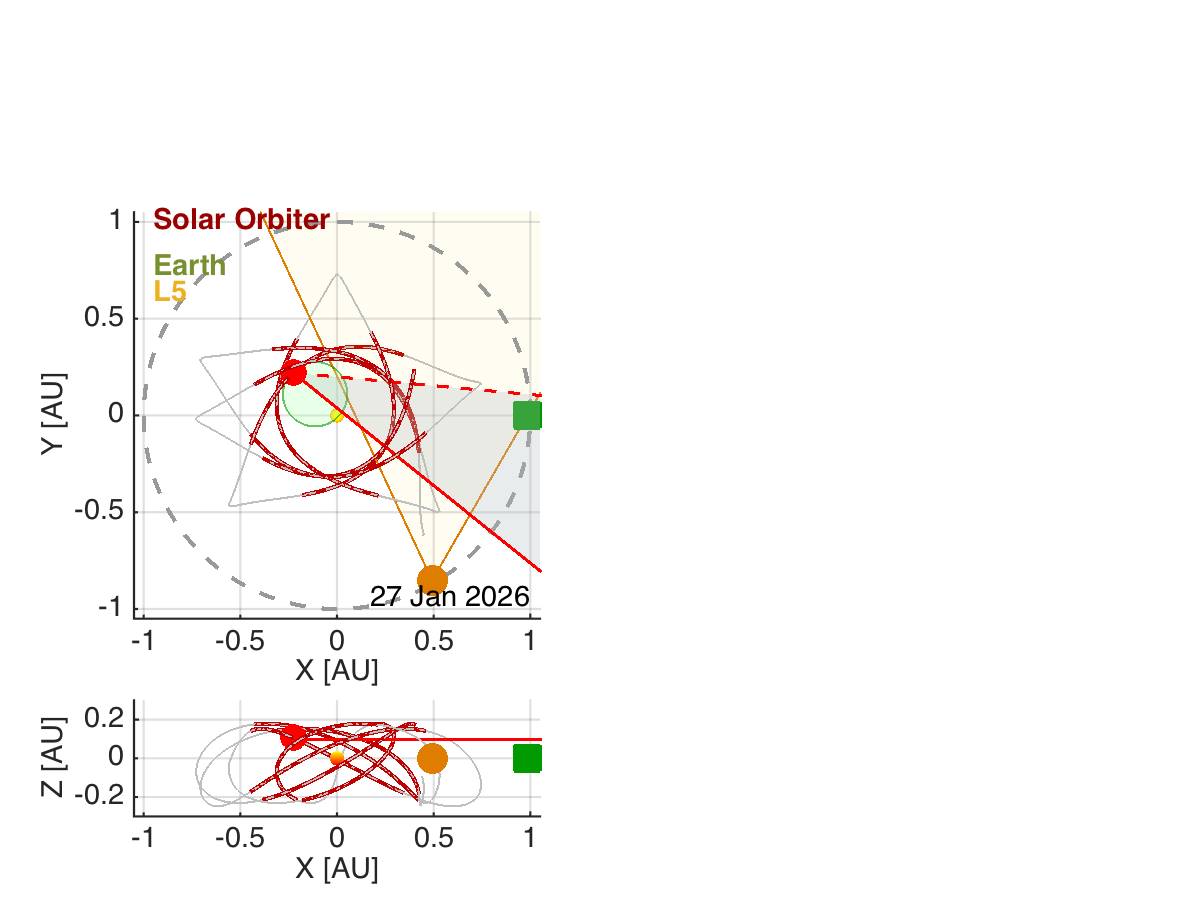 Solar Orbiter
Earth
L5
1
0.5
0
-0.5
-1
Y [AU]
27 Jan 2026
-1 -0.5 0 0.5 1
X [AU]
0.2
0
-0.2
Z [AU]
-1 -0.5 0 0.5 1
X [AU]